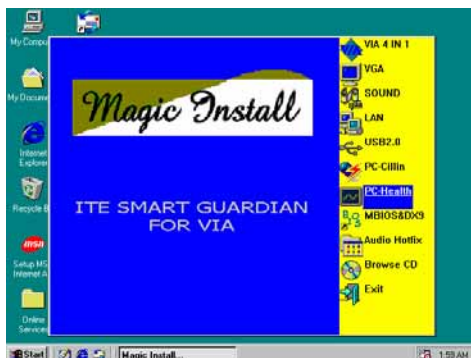 My Compu
My Docume
Internet
Explorer
Recycle B
msn
Setup MS
Internet A
Online
Services
Magic Install
ITE SMART GUARDIAN
FOR VIA
VIA 4 IN 1
VGA
SOUND
LAN
USB2.0
PC-Cillin
PC-Health
MBIOS&DX9
Audio Hotfix
Browse CD
Exit
Start
Magic Install...
1:59 AM